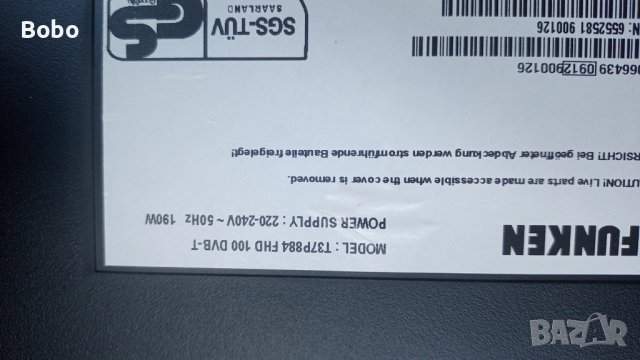 Bobo
FUNKEN
MODEL : T37P884 FHD 100 DVB-T
POWER SUPPLY : 220-240V ~ 50Hz 190W
UTION! Live parts are made accessible when the cover is removed.
RSICHT! Bei geöffneter Abdeckung werden stromführende Bauteile freigelegt!
066439 0912 900126
N: 6552581 900126
SGS-TÜV
SAARLAND
GS
BAZAR